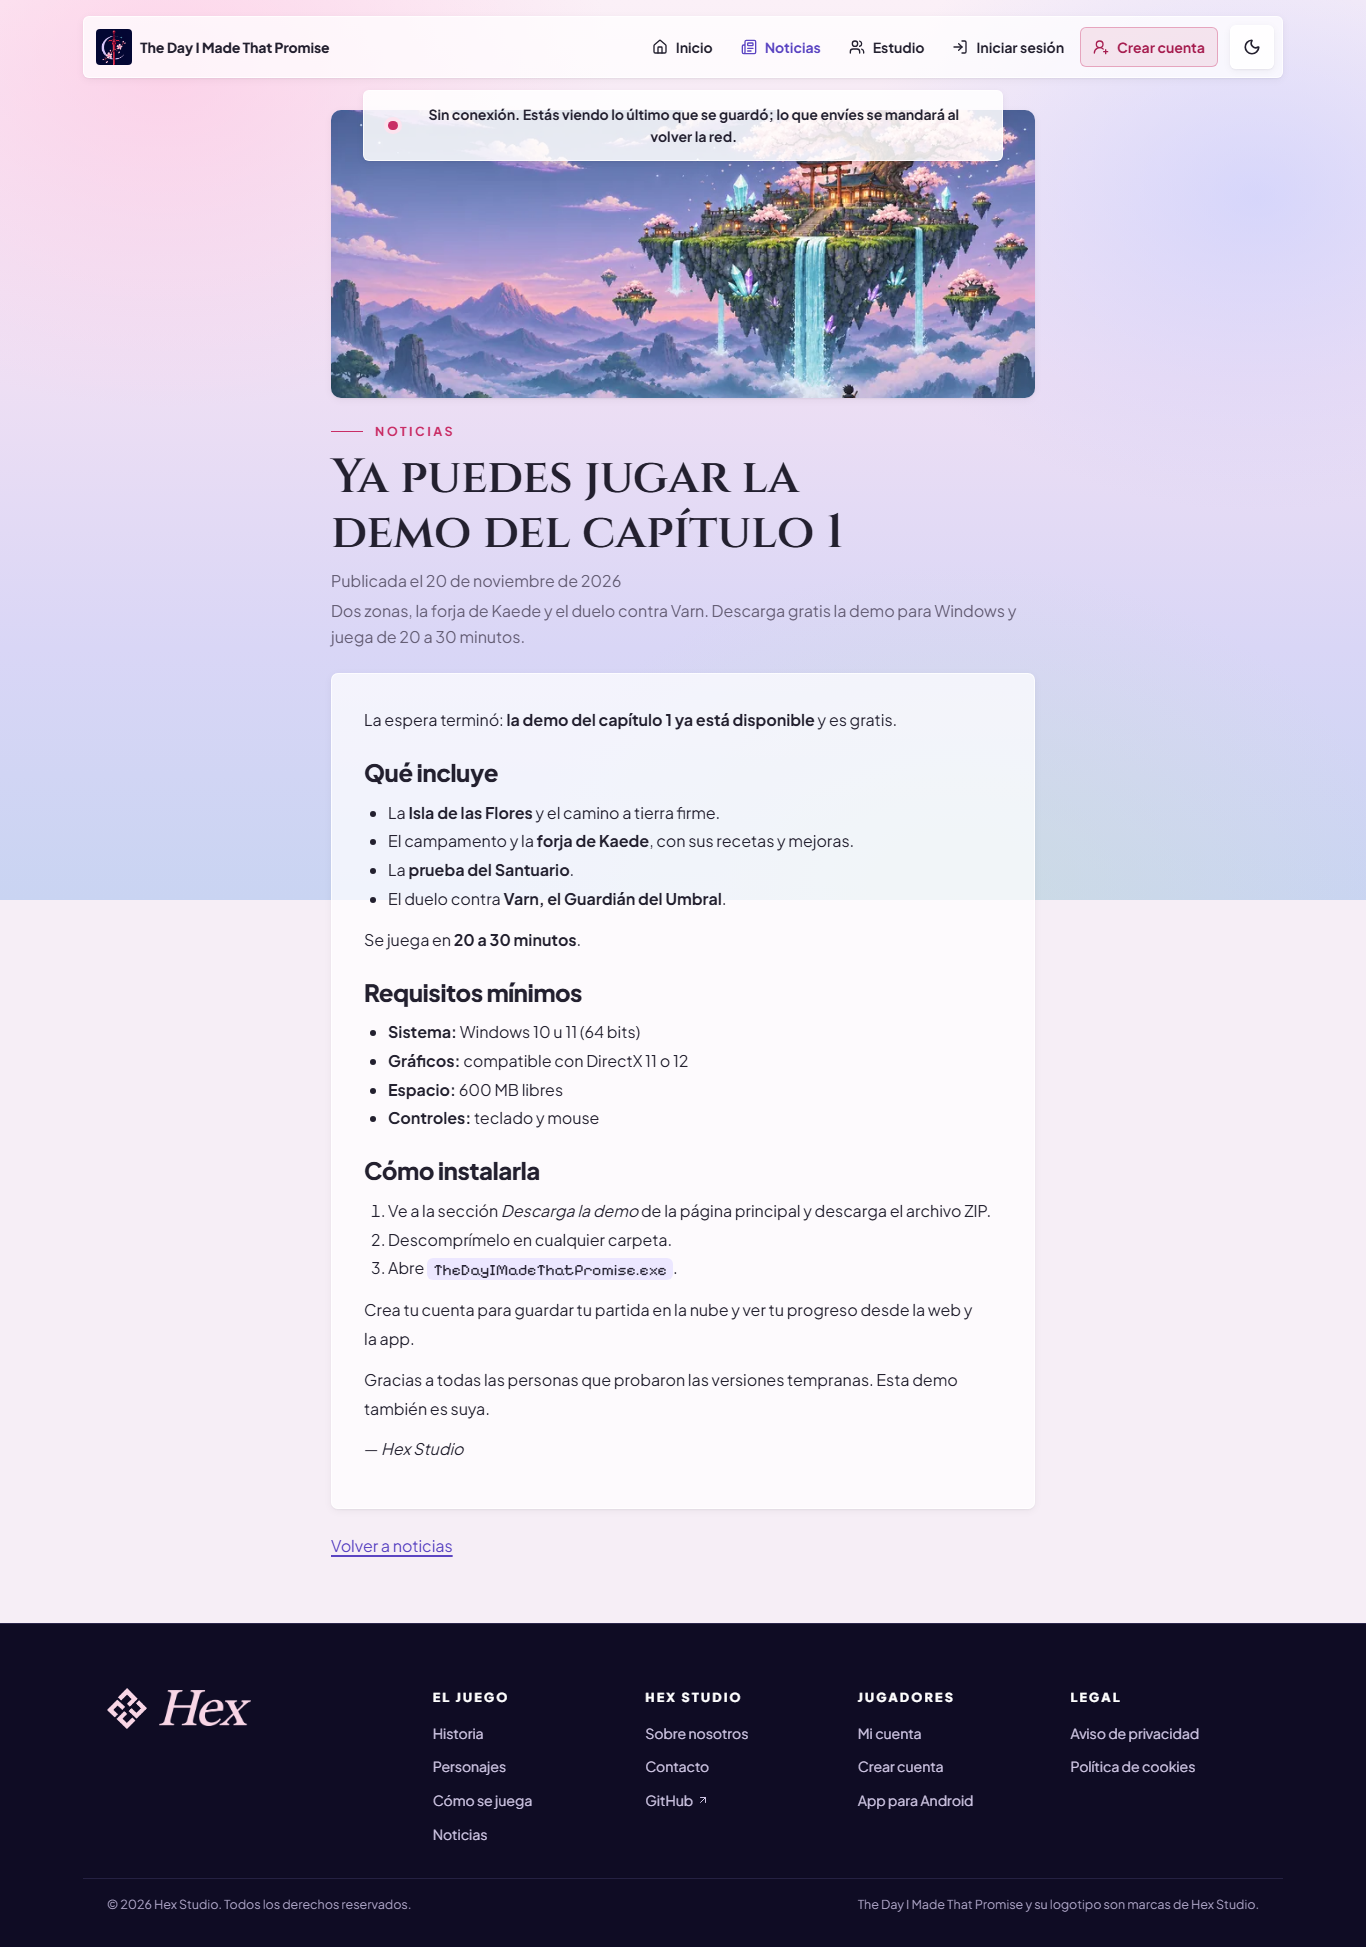 The Day I Made That Promise
Inicio
Noticias
Estudio
Iniciar sesión
Crear cuenta
Sin conexión. Estás viendo lo último que se guardó; lo que envíes se mandará al
volver la red.
NOTICIAS
Ya puedes jugar la
demo del capítulo 1
Publicada el 20 de noviembre de 2026
Dos zonas, la forja de Kaede y el duelo contra Varn. Descarga gratis la demo para Windows y
juega de 20 a 30 minutos.
La espera terminó: la demo del capítulo 1 ya está disponible y es gratis.
Qué incluye
• La Isla de las Flores y el camino a tierra firme.
• El campamento y la forja de Kaede, con sus recetas y mejoras.
• La prueba del Santuario.
• El duelo contra Varn, el Guardián del Umbral.
Se juega en 20 a 30 minutos.
Requisitos mínimos
• Sistema: Windows 10 u 11 (64 bits)
• Gráficos: compatible con DirectX 11 o 12
• Espacio: 600 MB libres
• Controles: teclado y mouse
Cómo instalarla
1. Ve a la sección Descarga la demo de la página principal y descarga el archivo ZIP.
2. Descomprímelo en cualquier carpeta.
3. Abre TheDayIMadeThatPromise.exe.
Crea tu cuenta para guardar tu partida en la nube y ver tu progreso desde la web y
la app.
Gracias a todas las personas que probaron las versiones tempranas. Esta demo
también es suya.
— Hex Studio
Volver a noticias
Hex
EL JUEGO
Historia
Personajes
Cómo se juega
Noticias
HEX STUDIO
Sobre nosotros
Contacto
GitHub
JUGADORES
Mi cuenta
Crear cuenta
App para Android
LEGAL
Aviso de privacidad
Política de cookies
© 2026 Hex Studio. Todos los derechos reservados.
The Day I Made That Promise y su logotipo son marcas de Hex Studio.